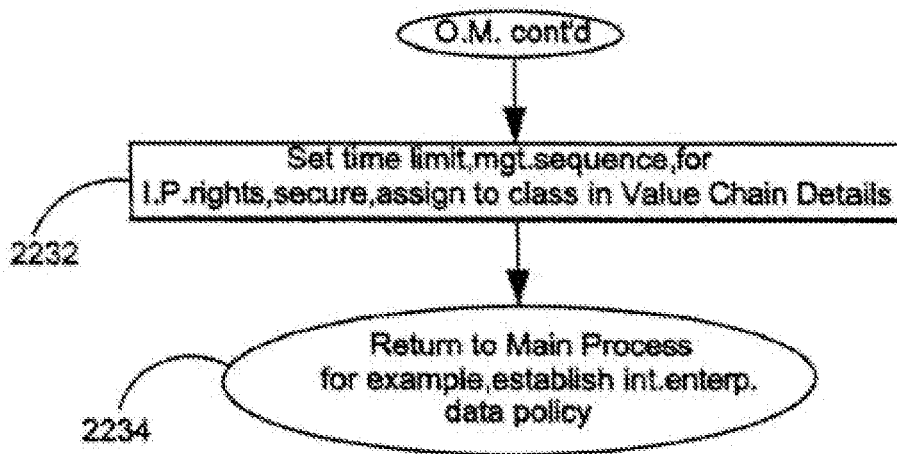 O.M. cont'd
Set time limit,mgt.sequence,for
I.P.rights,secure,assign to class in Value Chain Details
2232
Return to Main Process
for example,establish int.enterp.
data policy
2234